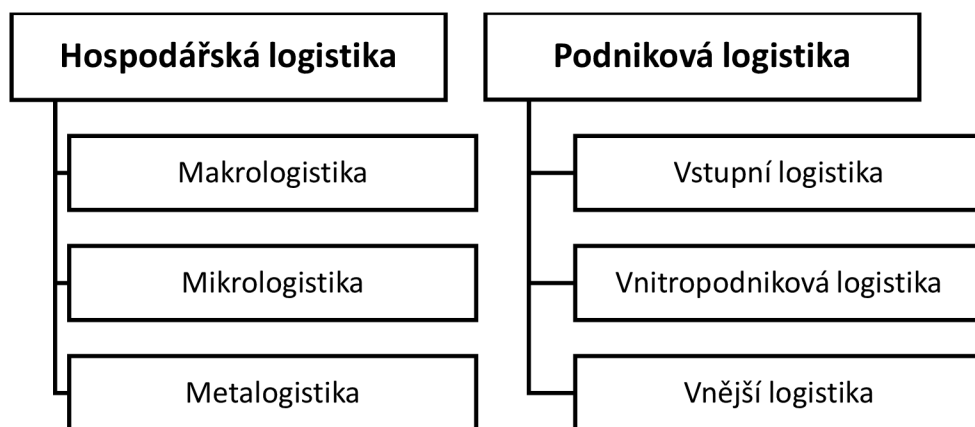 Hospodářská logistika
Makrologistika
Mikrologistika
Metalogistika
Podniková logistika
Vstupní logistika
Vnitropodniková logistika
Vnější logistika